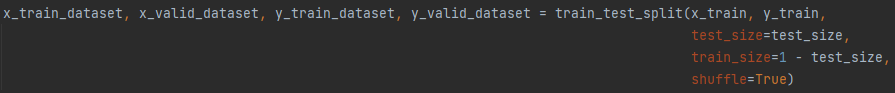 x_train_dataset, x_valid_dataset, y_train_dataset, y_valid_dataset = train_test_split(x_train, y_train,
test_size=test_size,
train_size=1 - test_size,
shuffle=True)